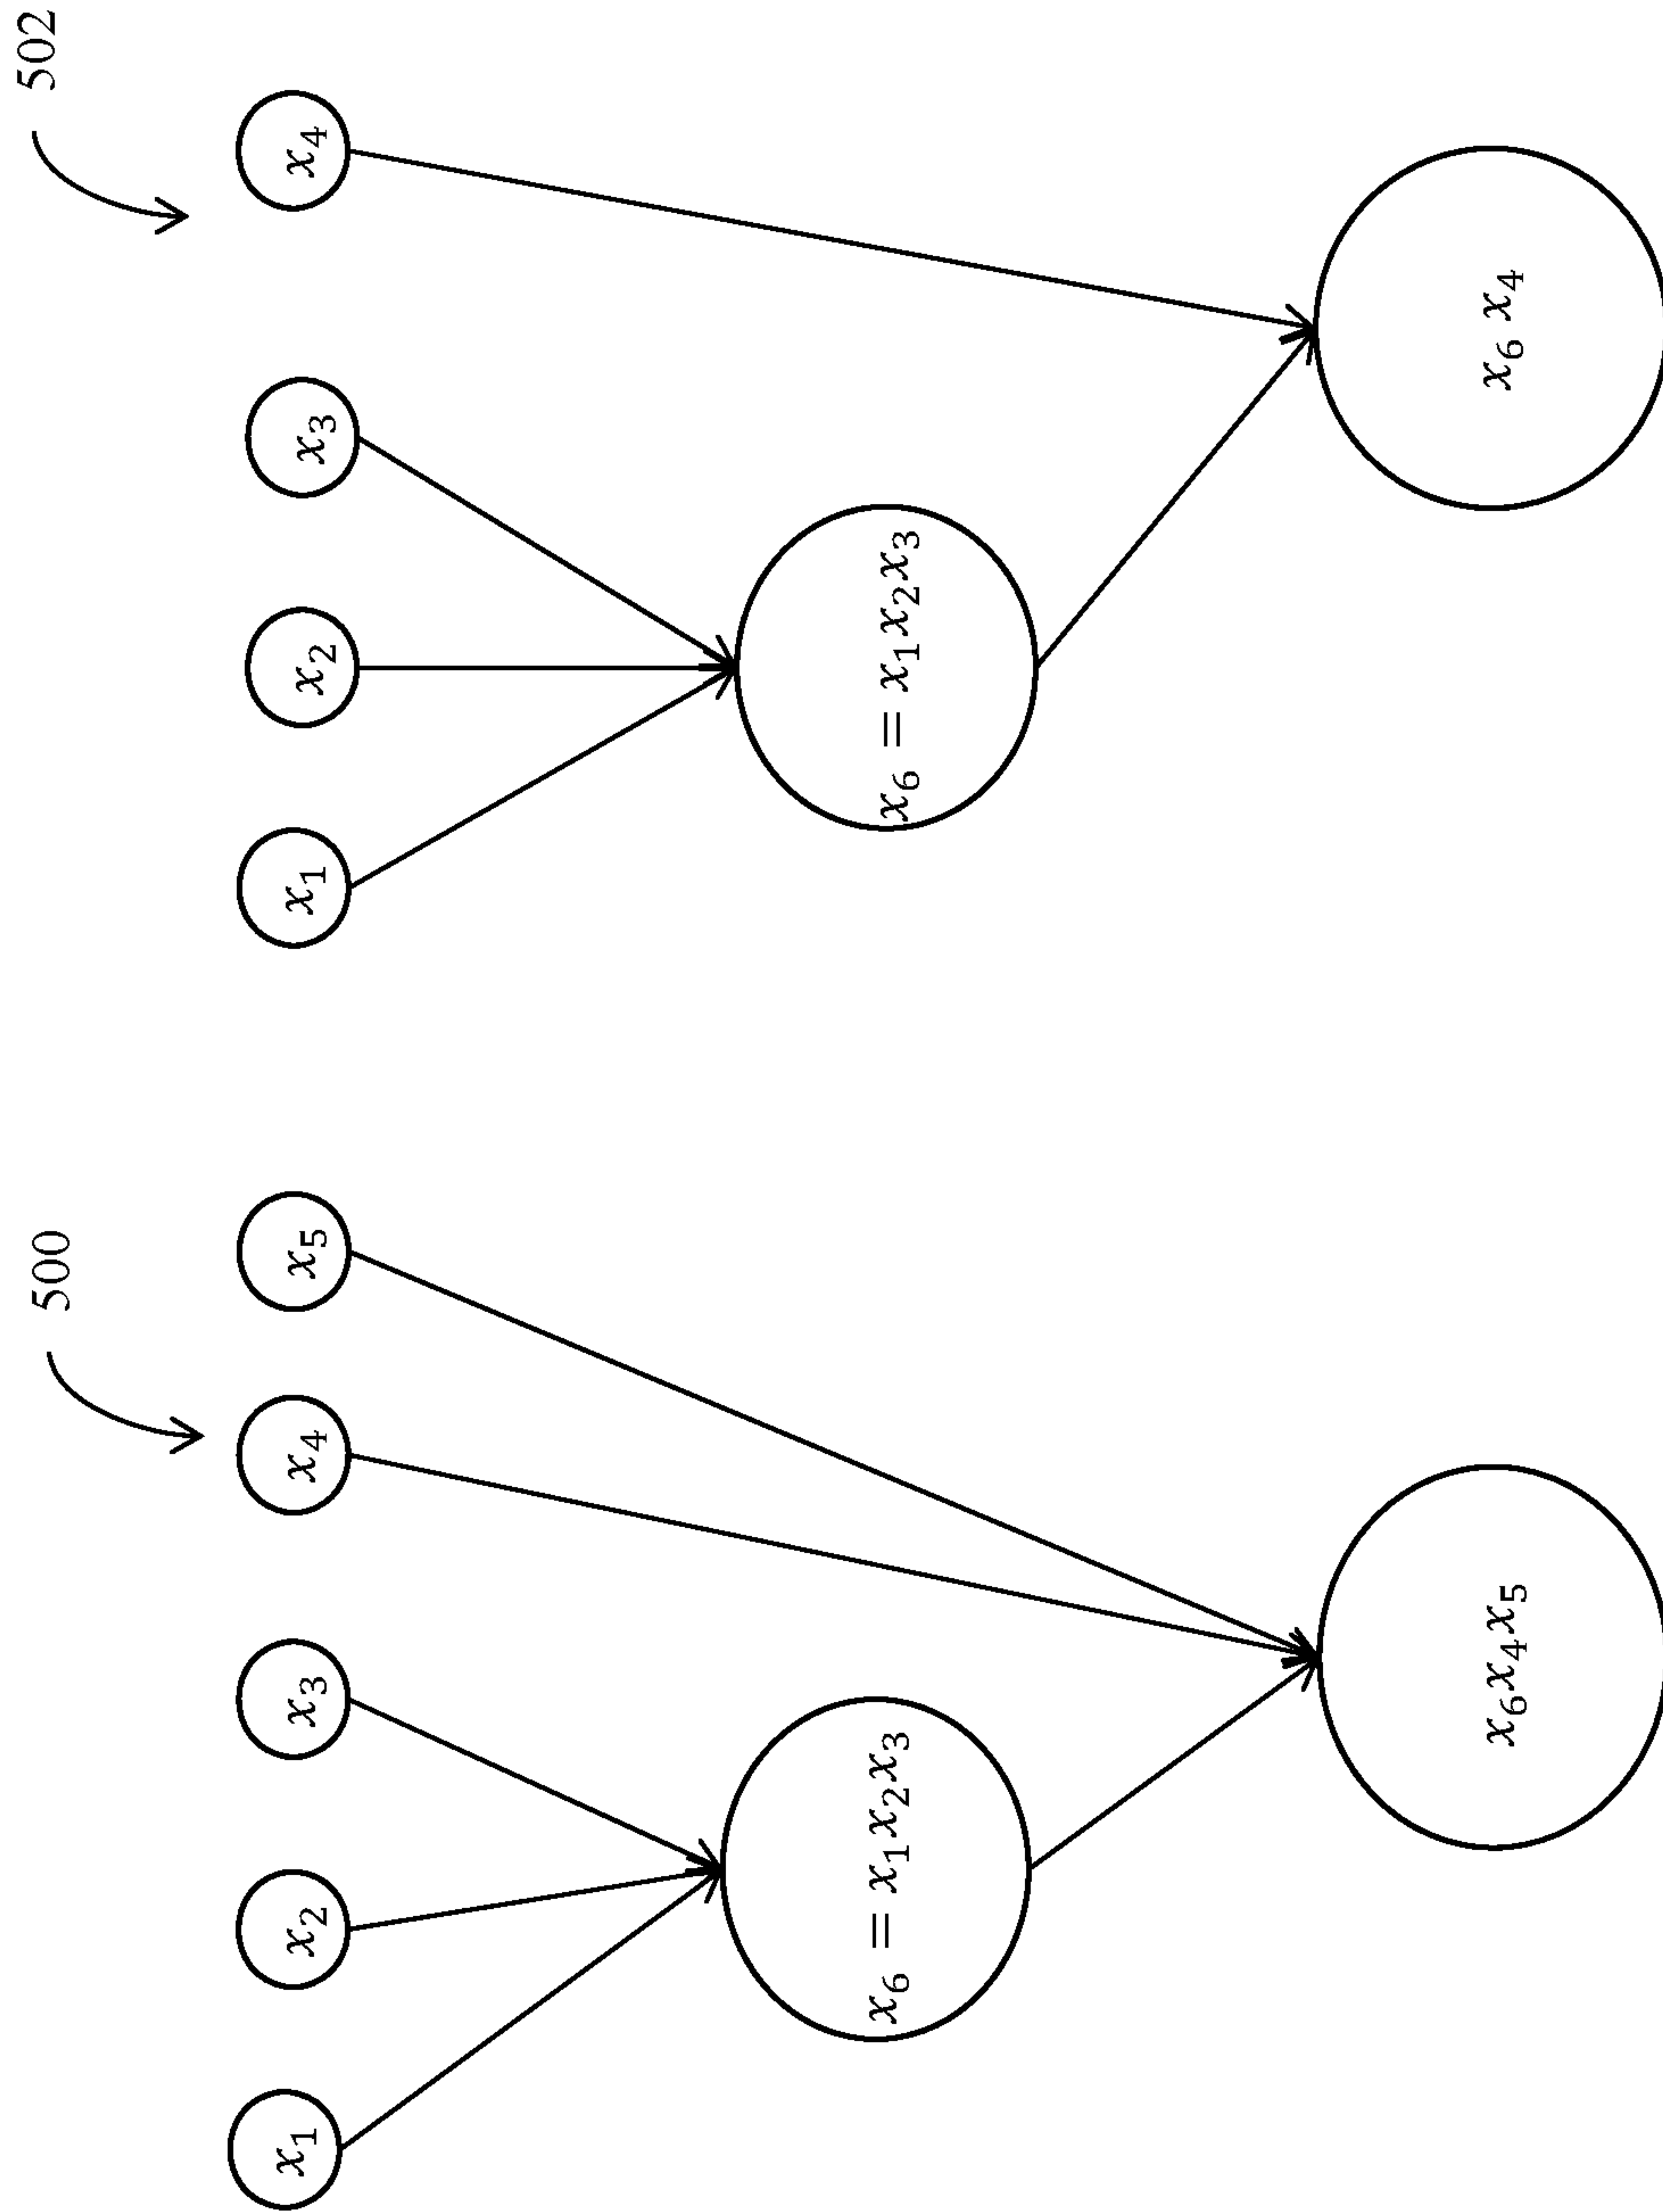 500
x₁ x₂ x₃ x₄ x₅
x₆ = x₁x₂x₃
x₆x₄x₅
502
x₁ x₂ x₃ x₄
x₆ = x₁x₂x₃
x₆ x₄